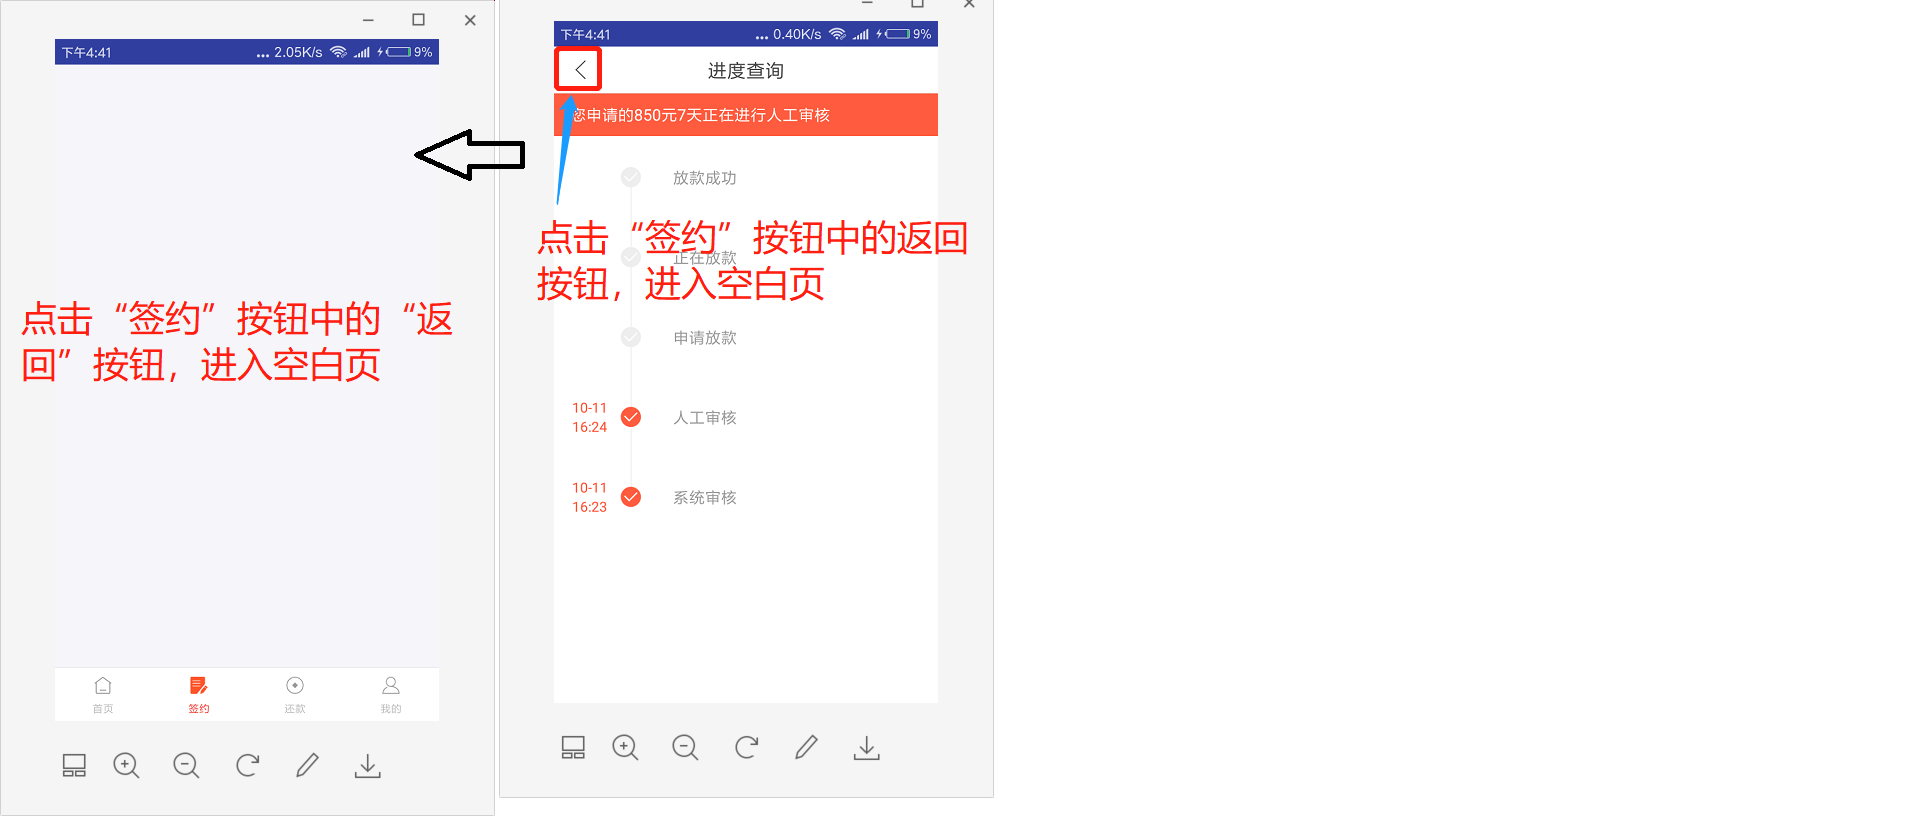 下午4:41
... 2.05K/s 9%
点击“签约”按钮中的“返
回”按钮，进入空白页
首页
签约
还款
我的
下午4:41
... 0.40K/s 9%
进度查询
您申请的850元7天正在进行人工审核
放款成功
点击“签约”按钮中的返回
正在放款
按钮，进入空白页
申请放款
10-11
16:24
人工审核
10-11
16:23
系统审核